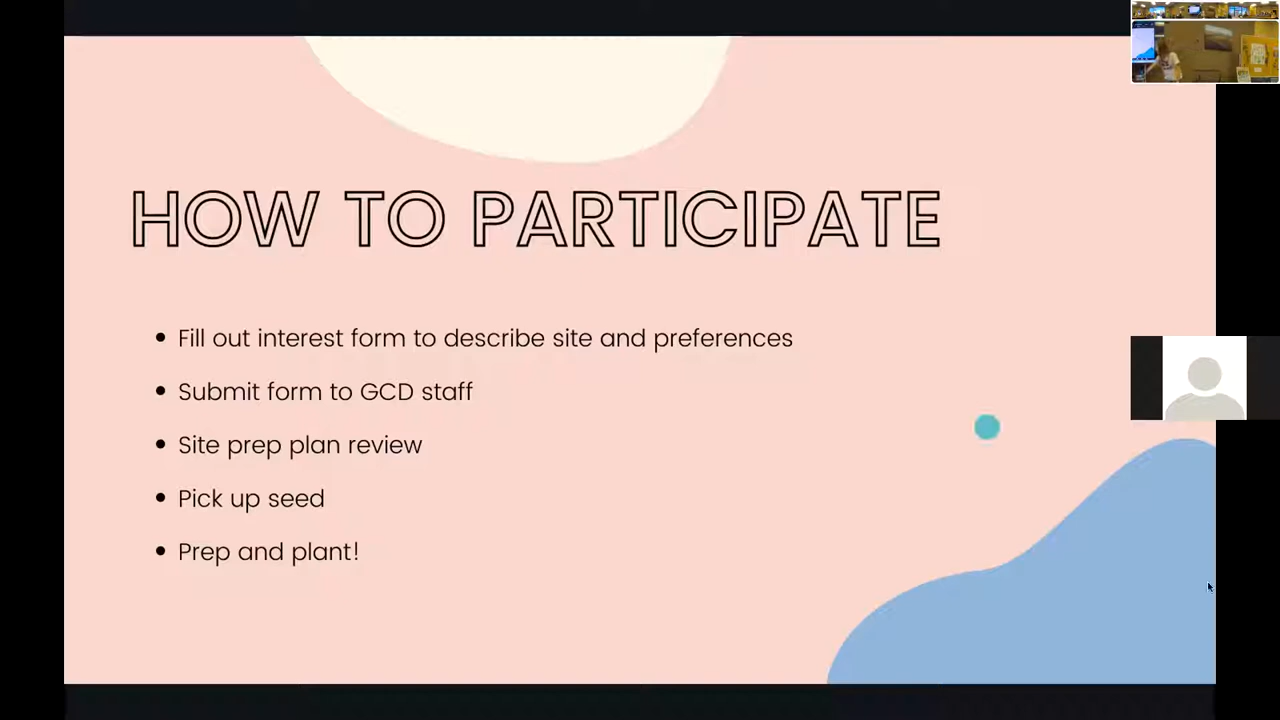 HOW TO PARTICIPATE
Fill out interest form to describe site and preferences
Submit form to GCD staff
Site prep plan review
Pick up seed
Prep and plant!